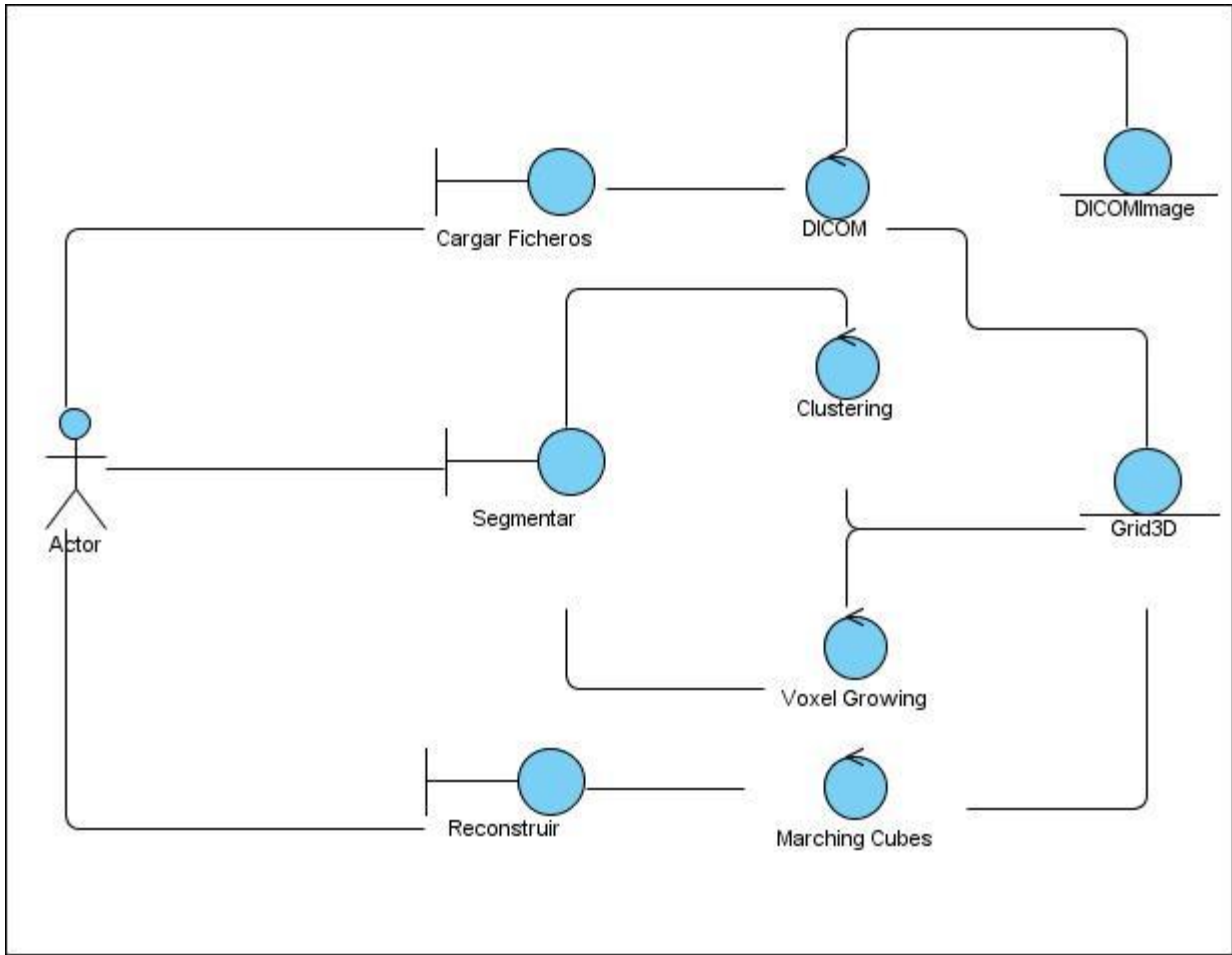 DICOMImage
DICOM
Cargar Ficheros
Clustering
Segmentar
Grid3D
Actor
Voxel Growing
Reconstruir
Marching Cubes